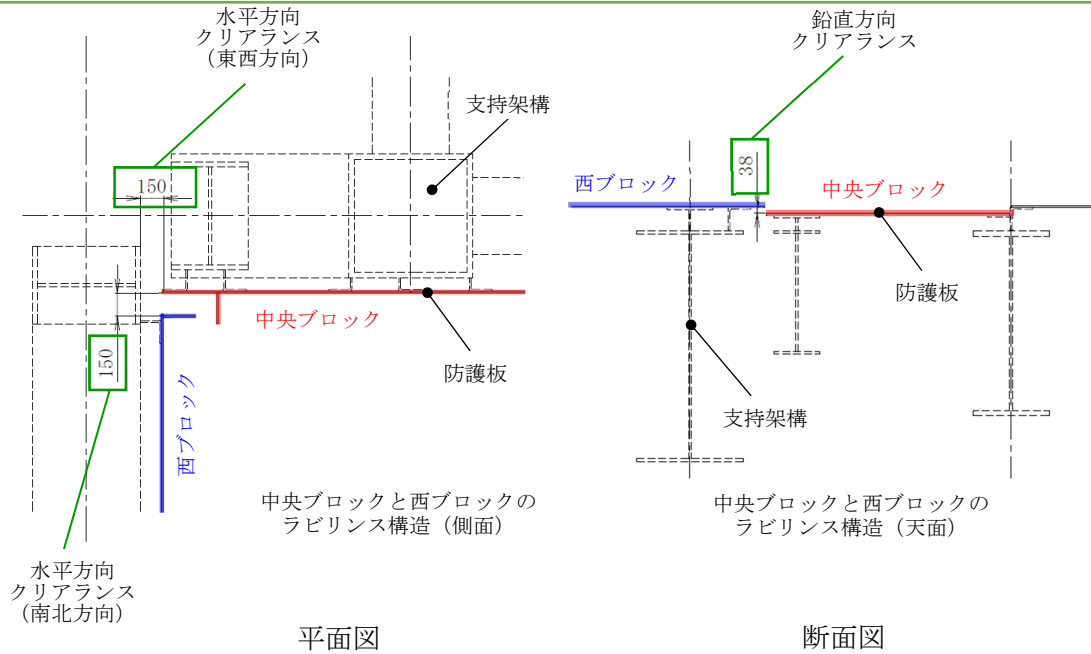 水平方向
クリアランス
（東西方向）
支持架構
150
中央ブロック
防護板
150
西ブロック
中央ブロックと西ブロックの
ラビリンス構造（側面）
水平方向
クリアランス
（南北方向）
平面図
鉛直方向
クリアランス
38
西ブロック
中央ブロック
防護板
支持架構
中央ブロックと西ブロックの
ラビリンス構造（天面）
断面図